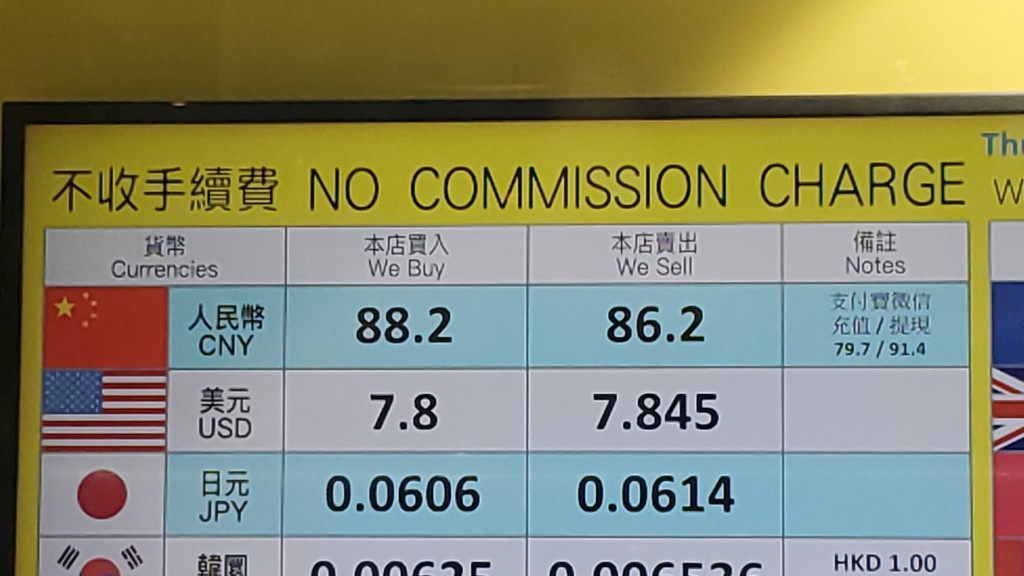 不收手續費 NO COMMISSION CHARGE
貨幣 本店買入 本店賣出 備註
Currencies We Buy We Sell Notes
人民幣 88.2 86.2 支付寶微信
CNY 充值 / 提現
79.7 / 91.4
美元 7.8 7.845
USD
日元 0.0606 0.0614
JPY
韓圜 HKD 1.00